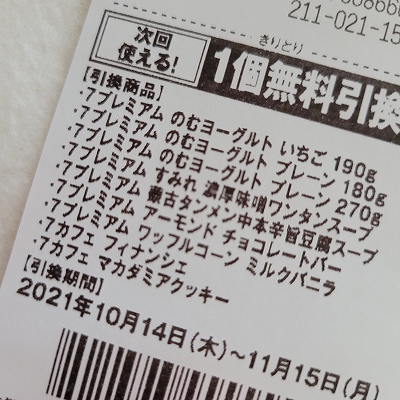 211-021-15
きりとり
次回
使える!
1個無料引換
【引換商品】
・7プレミアム のむヨーグルト いちご 190g
・7プレミアム のむヨーグルト プレーン 180g
・7プレミアム のむヨーグルト プレーン 270g
・7プレミアム すみれ 濃厚味噌ワンタンスープ
・7プレミアム 蒙古タンメン中本辛旨豆腐スープ
・7プレミアム アーモンド チョコレートバー
・7プレミアム ワッフルコーン ミルクバニラ
・7カフェ フィナンシェ
・7カフェ マカダミアクッキー
【引換期間】
2021年10月14日(木)~11月15日(月)